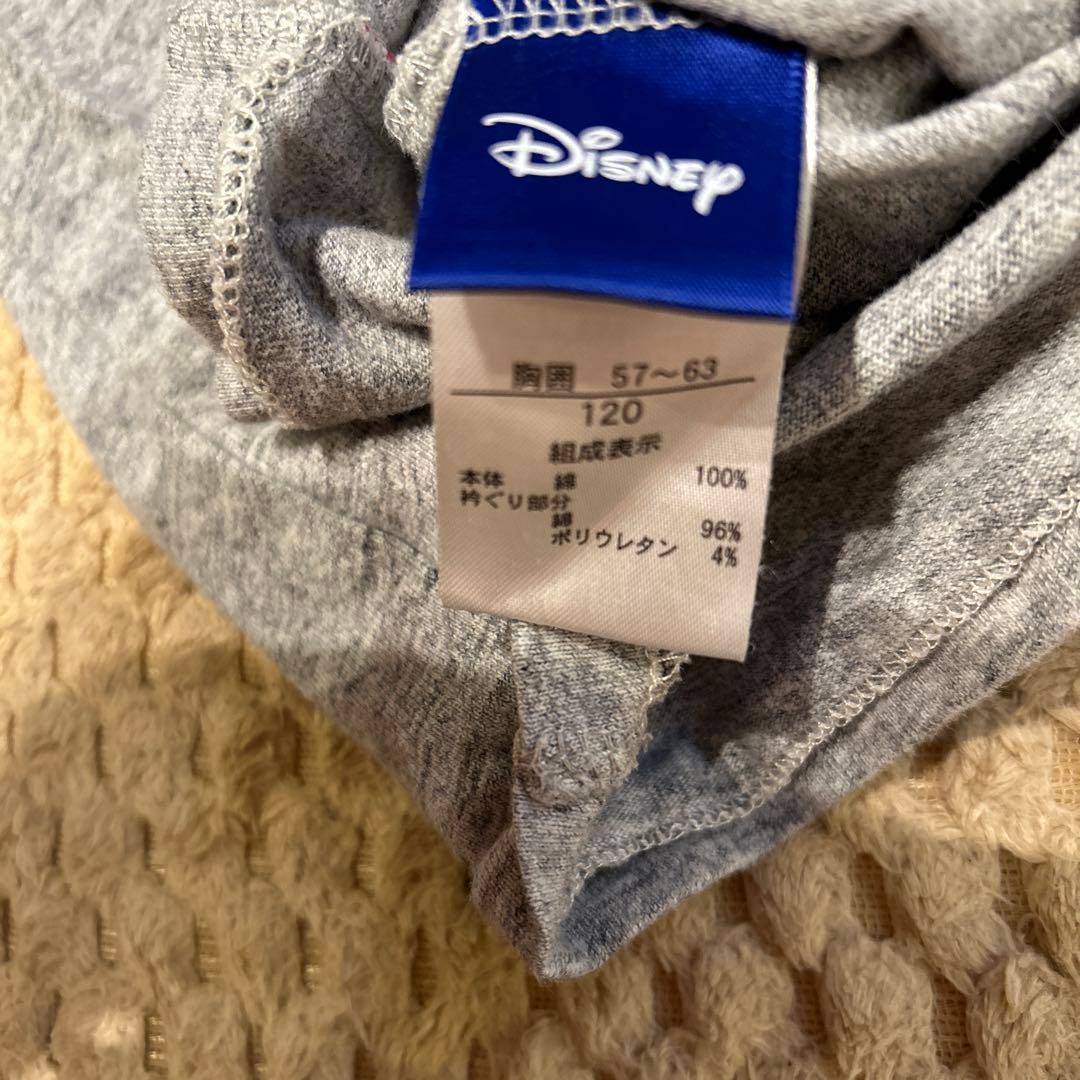 Disney
胸囲 57～63
120
組成表示
本体 綿 100%
衿ぐり部分
綿 96%
ポリウレタン 4%